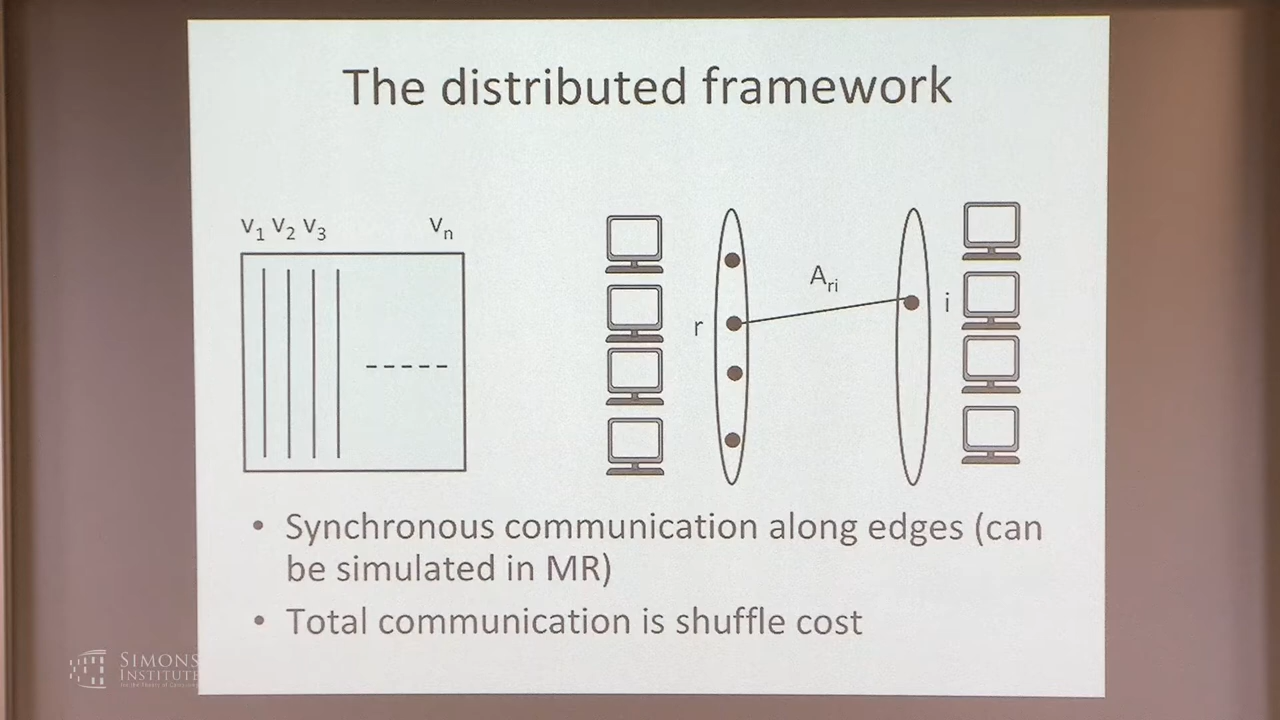 The distributed framework
v1 v2 v3 vn
Ari
r
i
• Synchronous communication along edges (can
be simulated in MR)
• Total communication is shuffle cost
SIMONS
INSTITUTE